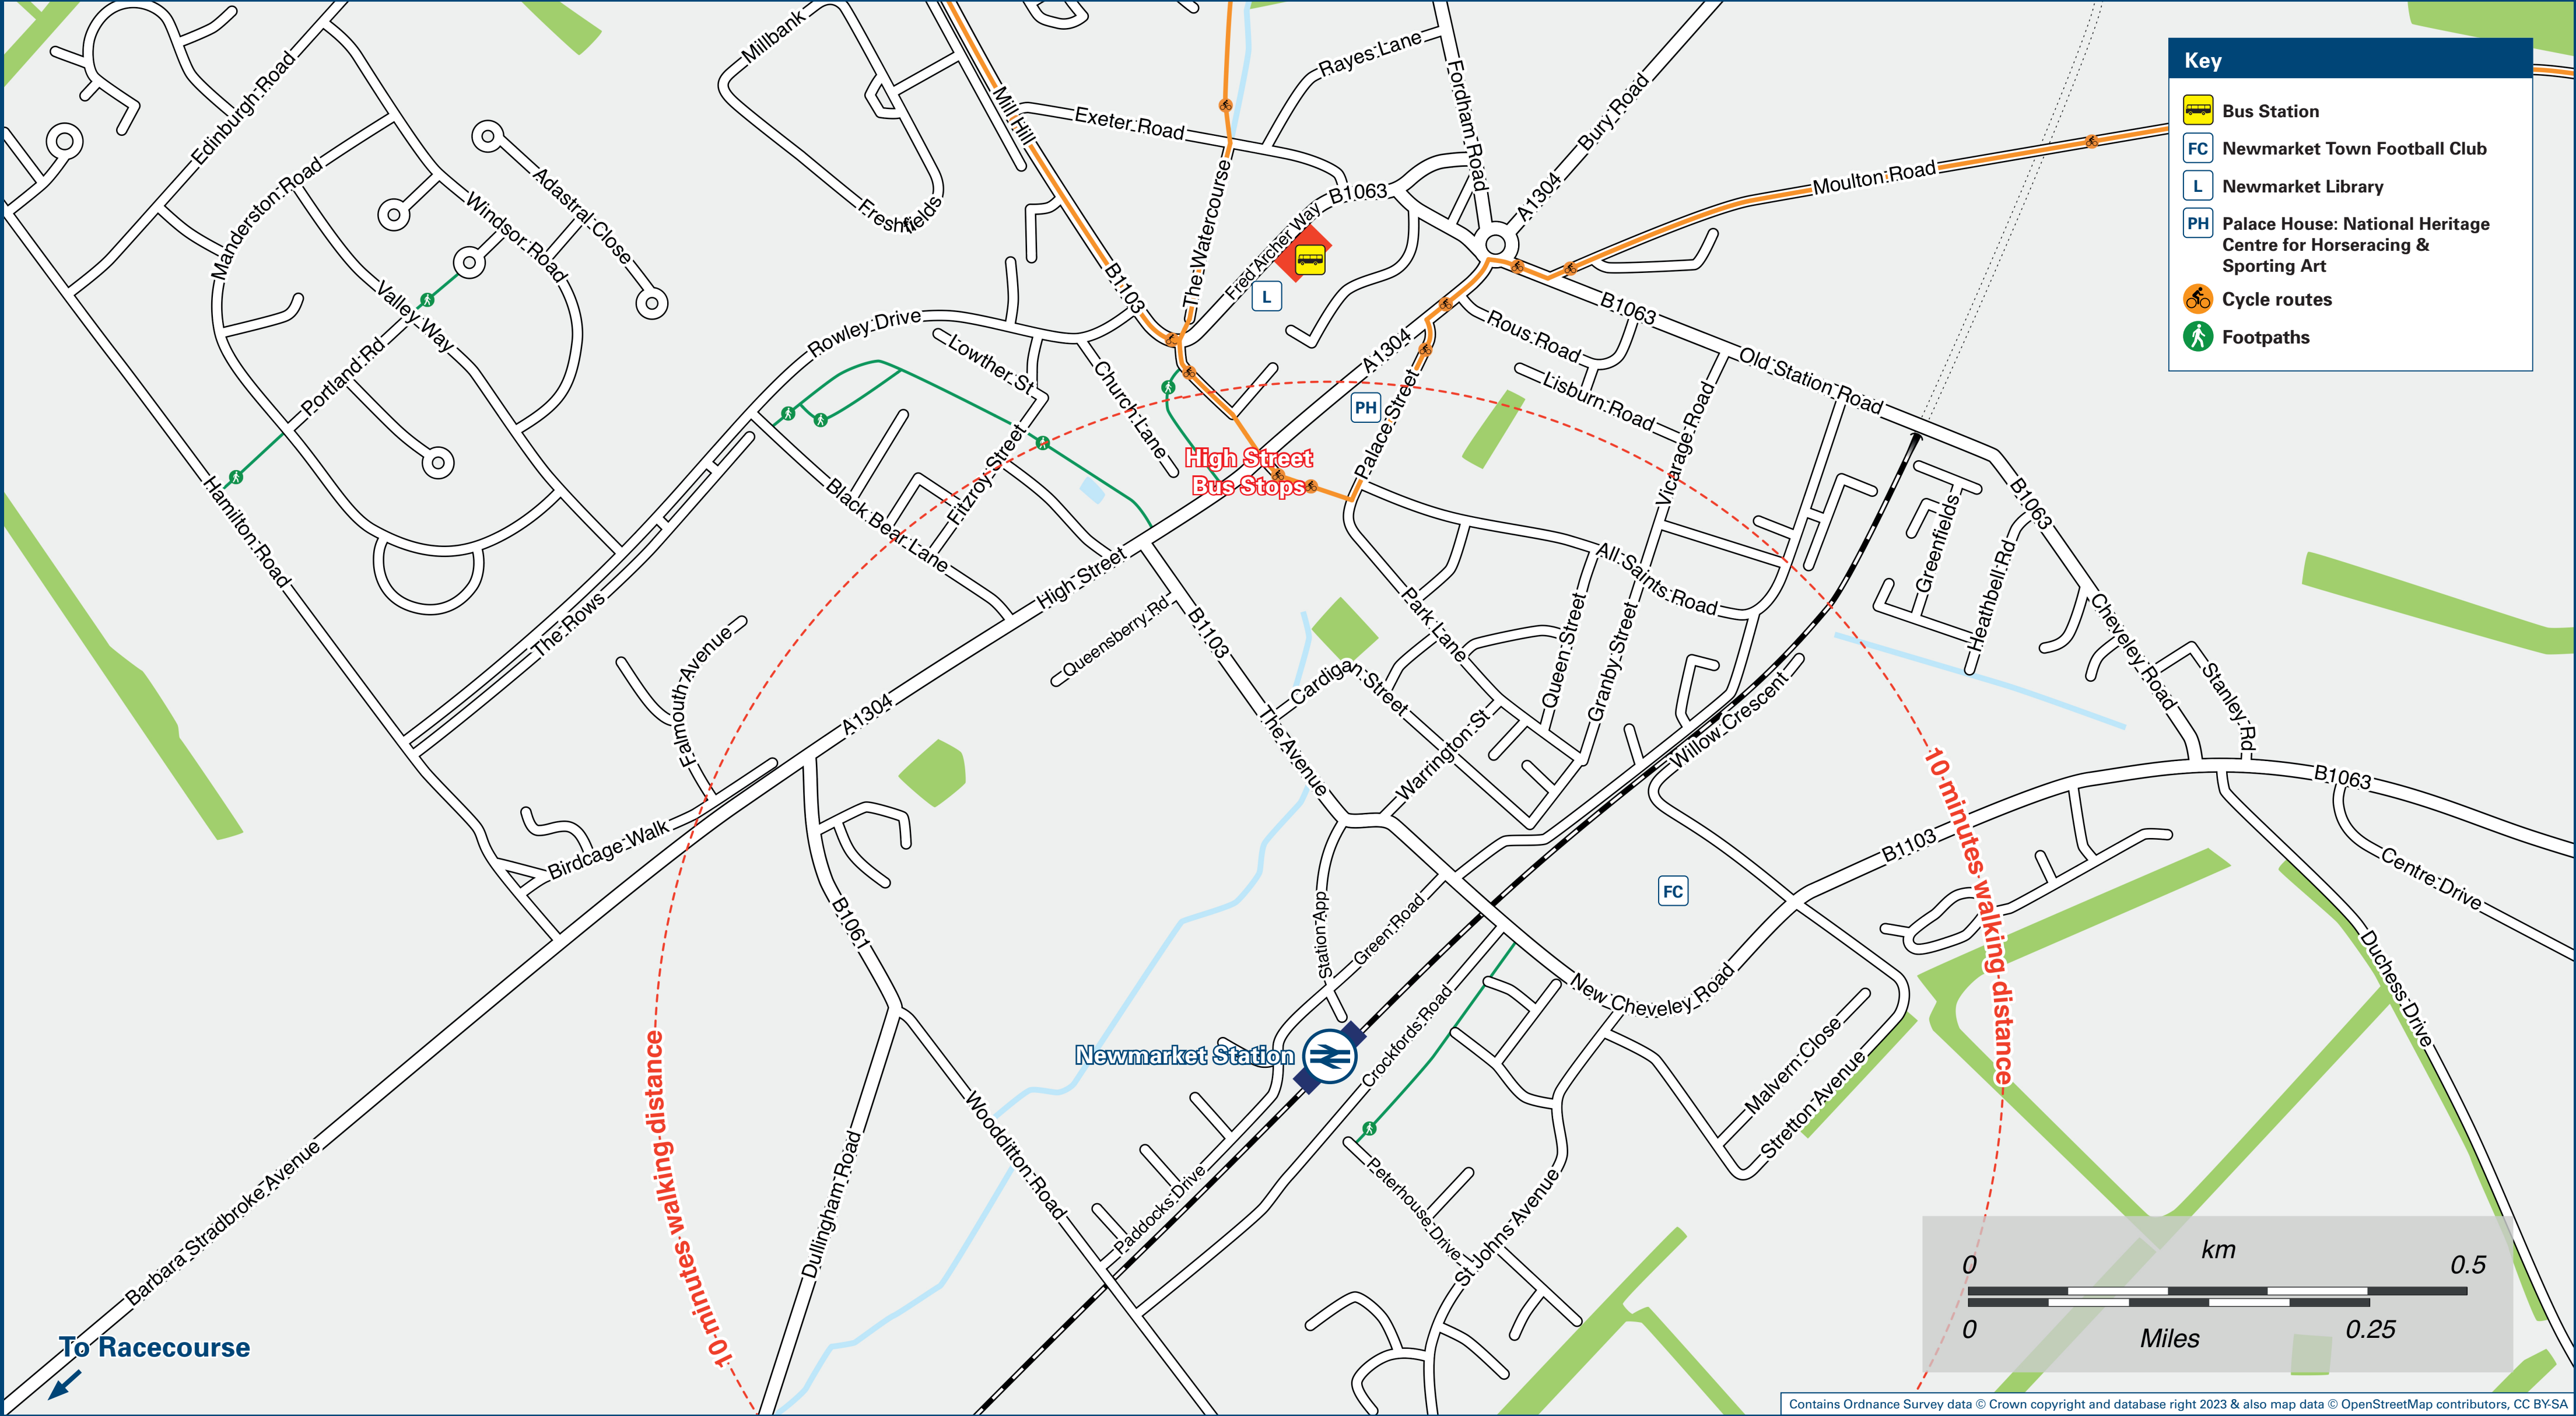 Key
Bus Station
FC
Newmarket Town Football Club
L
Newmarket Library
PH
Palace House: National Heritage
Centre for Horseracing &
Sporting Art
Cycle routes
Footpaths
Millbank
Edinburgh Road
Rayes Lane
Fordham Road
Bury Road
Mill Hill
Exeter Road
Adastral Close
Manderston Road
Windsor Road
Freshfields
The Watercourse
B1063
A1304
Moulton Road
Fred Archer Way
L
B1103
Valley Way
Rowley Drive
Lowther St
Church Lane
Portland Rd
A1304
Rous Road
B1063
Old Station Road
Lisburn Road
PH
Palace Street
Vicarage Road
High Street
Bus Stops
Hamilton Road
Black Bear Lane
Fitzroy Street
High Street
Queensberry Rd
B1103
All Saints Road
Greenfields
Heathbell Rd
B1063
Cheveley Road
Stanley Rd
The Rows
Falmouth Avenue
A1304
Park Lane
Queen Street
Granby Street
Cardigan Street
The Avenue
Warrington St
Willow Crescent
10 minutes walking distance
B1063
B1103
Centre Drive
Birdcage Walk
B1061
FC
Station App
Green Road
New Cheveley Road
Duchess Drive
Newmarket Station
Crockfords Road
Malvern Close
Stretton Avenue
10 minutes walking distance
Woodditton Road
Dullingham Road
Paddocks Drive
Peterhouse Drive
St Johns Avenue
Barbara Stradbroke Avenue
10 minutes
To Racecourse
km
0 0.5
0 0.25
Miles
Contains Ordnance Survey data © Crown copyright and database right 2023 & also map data © OpenStreetMap contributors, CC BY-SA